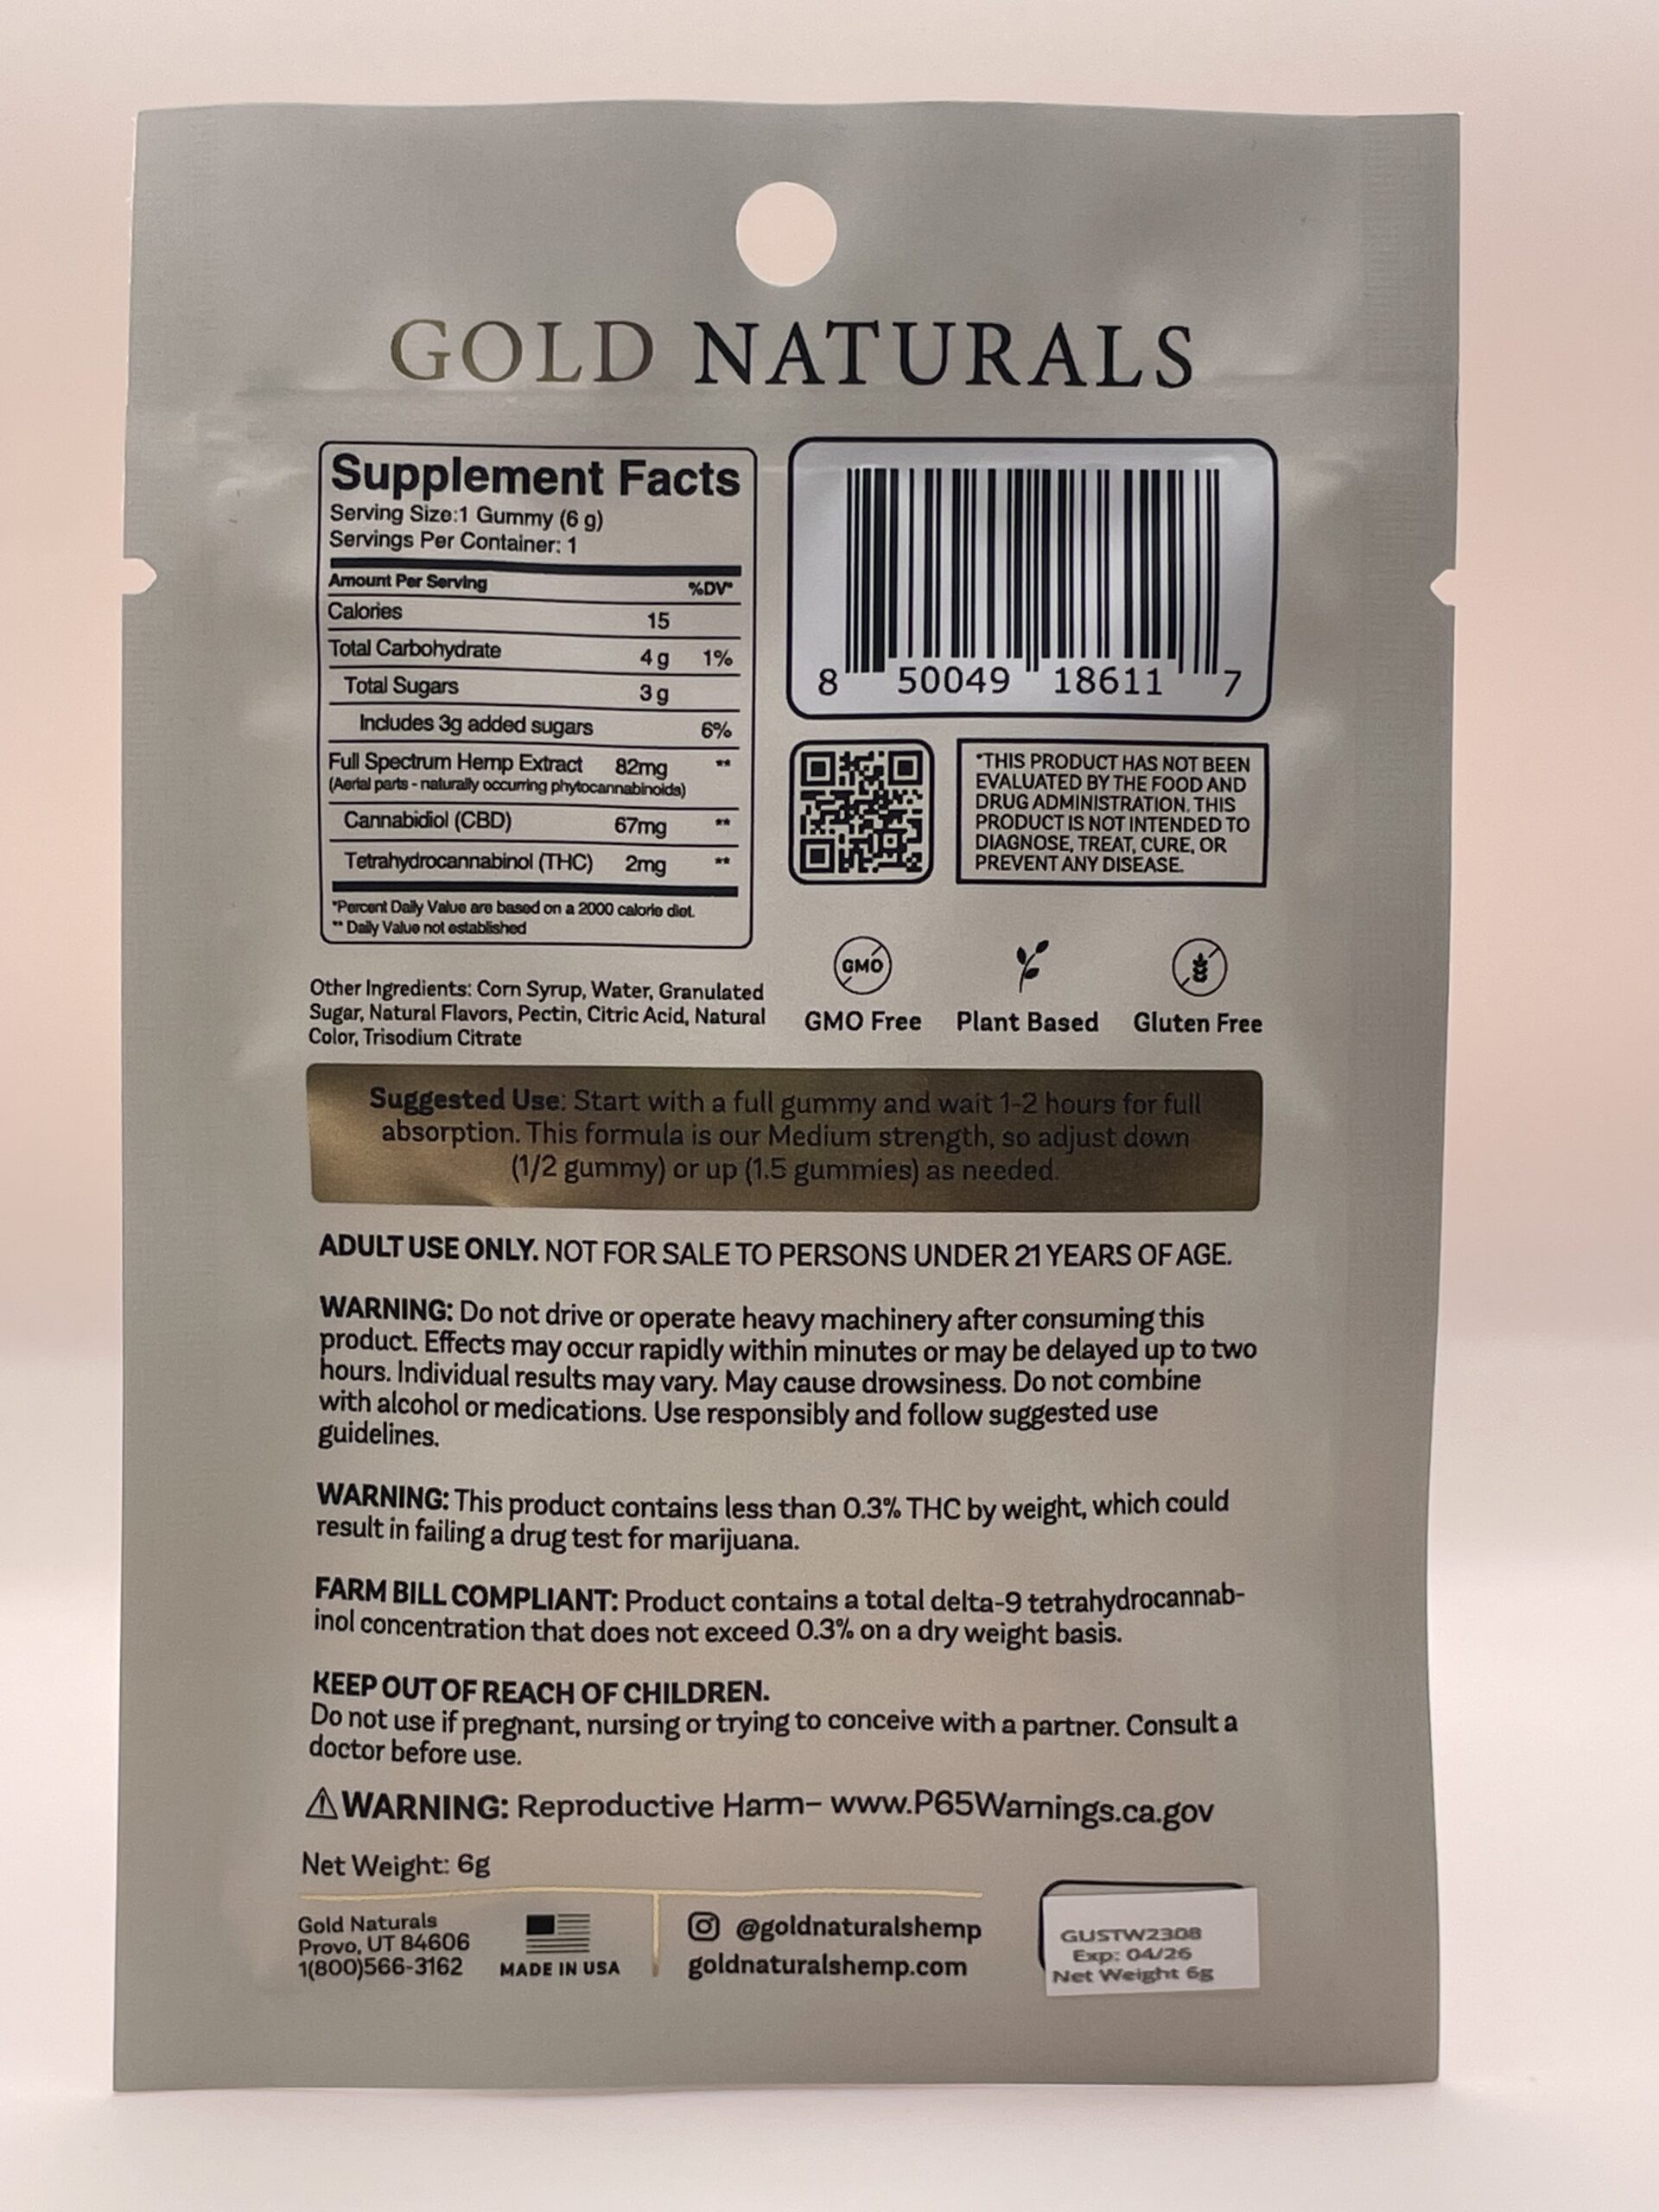 GOLD NATURALS
Supplement Facts
Serving Size:1 Gummy (6 g)
Servings Per Container: 1
Amount Per Serving %DV*
Calories 15
Total Carbohydrate 4 g 1%
Total Sugars 3 g
Includes 3g added sugars 6%
Full Spectrum Hemp Extract 82mg **
(Aerial parts - naturally occurring phytocannabinoids)
Cannabidiol (CBD) 67mg **
Tetrahydrocannabinol (THC) 2mg **
*Percent Daily Value are based on a 2000 calorie diet.
** Daily Value not established
8 50049 18611 7
*THIS PRODUCT HAS NOT BEEN
EVALUATED BY THE FOOD AND
DRUG ADMINISTRATION. THIS
PRODUCT IS NOT INTENDED TO
DIAGNOSE, TREAT, CURE, OR
PREVENT ANY DISEASE.
Other Ingredients: Corn Syrup, Water, Granulated
Sugar, Natural Flavors, Pectin, Citric Acid, Natural
Color, Trisodium Citrate
GMO
GMO Free Plant Based Gluten Free
Suggested Use: Start with a full gummy and wait 1-2 hours for full
absorption. This formula is our Medium strength, so adjust down
(1/2 gummy) or up (1.5 gummies) as needed.
ADULT USE ONLY. NOT FOR SALE TO PERSONS UNDER 21 YEARS OF AGE.
WARNING: Do not drive or operate heavy machinery after consuming this
product. Effects may occur rapidly within minutes or may be delayed up to two
hours. Individual results may vary. May cause drowsiness. Do not combine
with alcohol or medications. Use responsibly and follow suggested use
guidelines.
WARNING: This product contains less than 0.3% THC by weight, which could
result in failing a drug test for marijuana.
FARM BILL COMPLIANT: Product contains a total delta-9 tetrahydrocannab-
inol concentration that does not exceed 0.3% on a dry weight basis.
KEEP OUT OF REACH OF CHILDREN.
Do not use if pregnant, nursing or trying to conceive with a partner. Consult a
doctor before use.
⚠WARNING: Reproductive Harm– www.P65Warnings.ca.gov
Net Weight: 6g
Gold Naturals
Provo, UT 84606
1(800)566-3162
MADE IN USA
@goldnaturalshemp
goldnaturalshemp.com
GUSTW2308
Exp: 04/26
Net Weight 6g